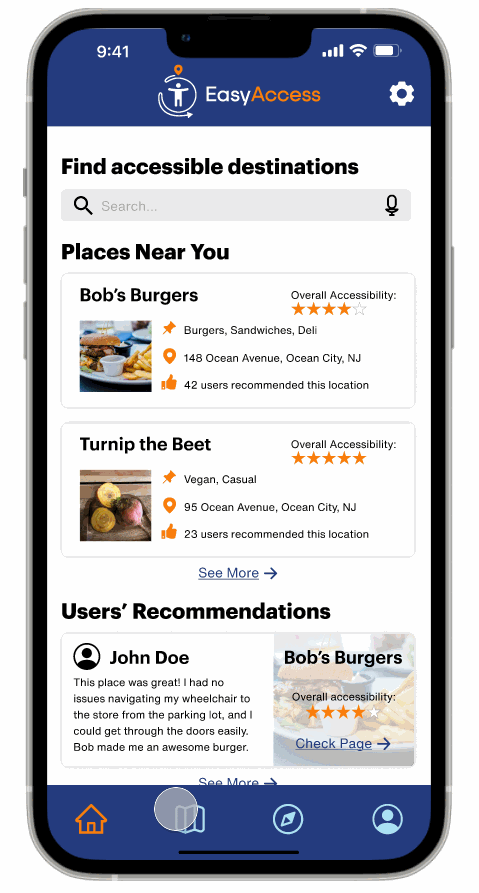 9:41
EasyAccess
Find accessible destinations
Search...
Places Near You
Bob’s Burgers
Overall Accessibility:
Burgers, Sandwiches, Deli
148 Ocean Avenue, Ocean City, NJ
42 users recommended this location
Turnip the Beet
Overall Accessibility:
Vegan, Casual
95 Ocean Avenue, Ocean City, NJ
23 users recommended this location
See More
Users’ Recommendations
John Doe
This place was great! I had no
issues navigating my wheelchair to
the store from the parking lot, and I
could get through the doors easily.
Bob made me an awesome burger.
Bob’s Burgers
Overall accessibility:
Check Page
See More